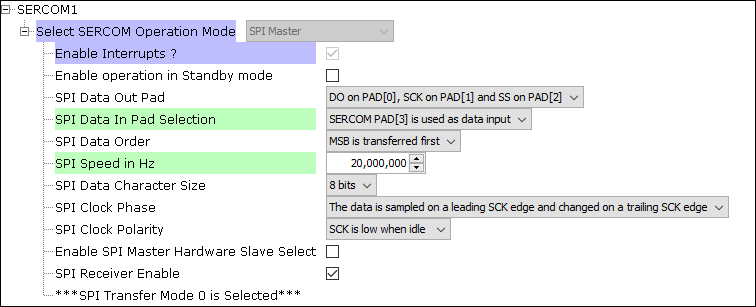 SERCOM1
Select SERCOM Operation Mode SPI Master
Enable Interrupts ?
Enable operation in Standby mode
SPI Data Out Pad DO on PAD[0], SCK on PAD[1] and SS on PAD[2]
SPI Data In Pad Selection SERCOM PAD[3] is used as data input
SPI Data Order MSB is transferred first
SPI Speed in Hz 20,000,000
SPI Data Character Size 8 bits
SPI Clock Phase The data is sampled on a leading SCK edge and changed on a trailing SCK edge
SPI Clock Polarity SCK is low when idle
Enable SPI Master Hardware Slave Select
SPI Receiver Enable
***SPI Transfer Mode 0 is Selected***